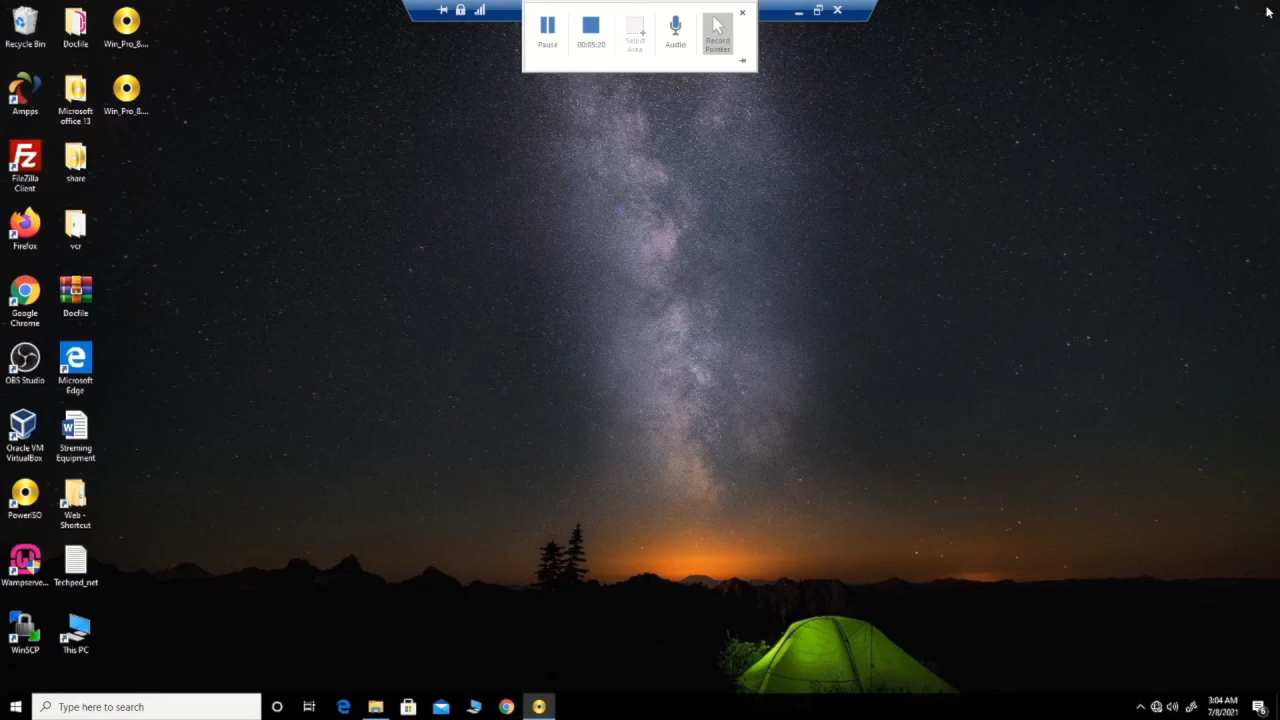 Pause
00:05:20
Select
Area
Audio
Record
Pointer
Recycle Bin
Docfile
Win_Pro_8....
Ampps
Microsoft
office 13
Win_Pro_8....
FileZilla
Client
share
Firefox
vcr
Google
Chrome
Docfile
OBS Studio
Microsoft
Edge
Oracle VM
VirtualBox
Streming
Equipment
PowerISO
Web -
Shortcut
Wampserve...
Techped_net
WinSCP
This PC
Type here to search
3:04 AM
7/8/2021